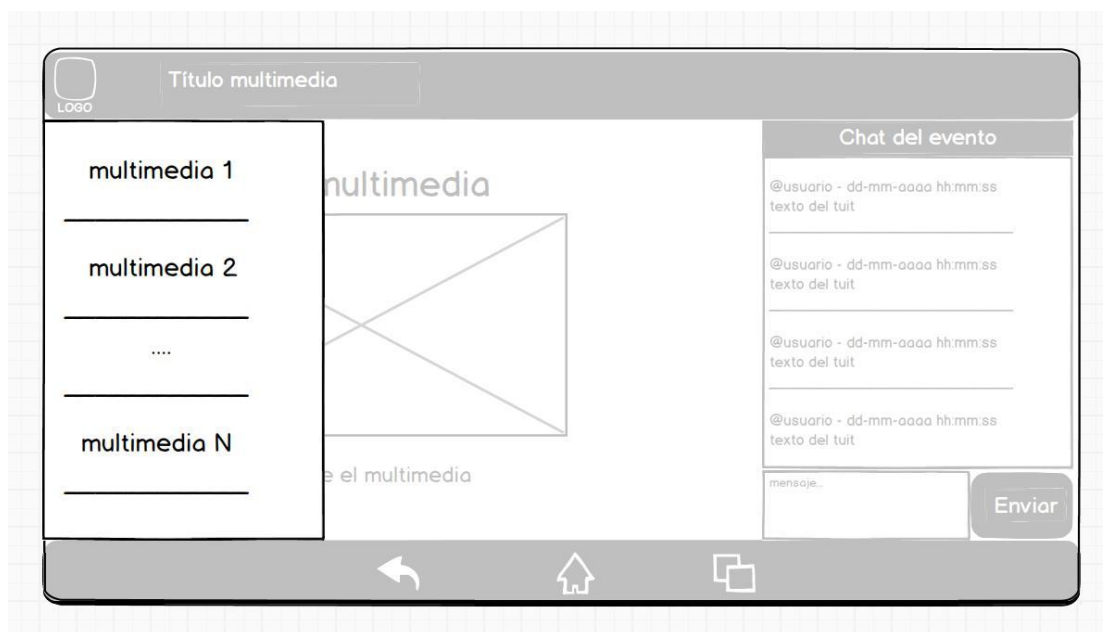 LOGO
Título multimedia
multimedia 1
multimedia 2
....
multimedia N
multimedia
e el multimedia
Chat del evento
@usuario - dd-mm-aaaa hh:mm:ss
texto del tuit
@usuario - dd-mm-aaaa hh:mm:ss
texto del tuit
@usuario - dd-mm-aaaa hh:mm:ss
texto del tuit
@usuario - dd-mm-aaaa hh:mm:ss
texto del tuit
mensaje...
Enviar